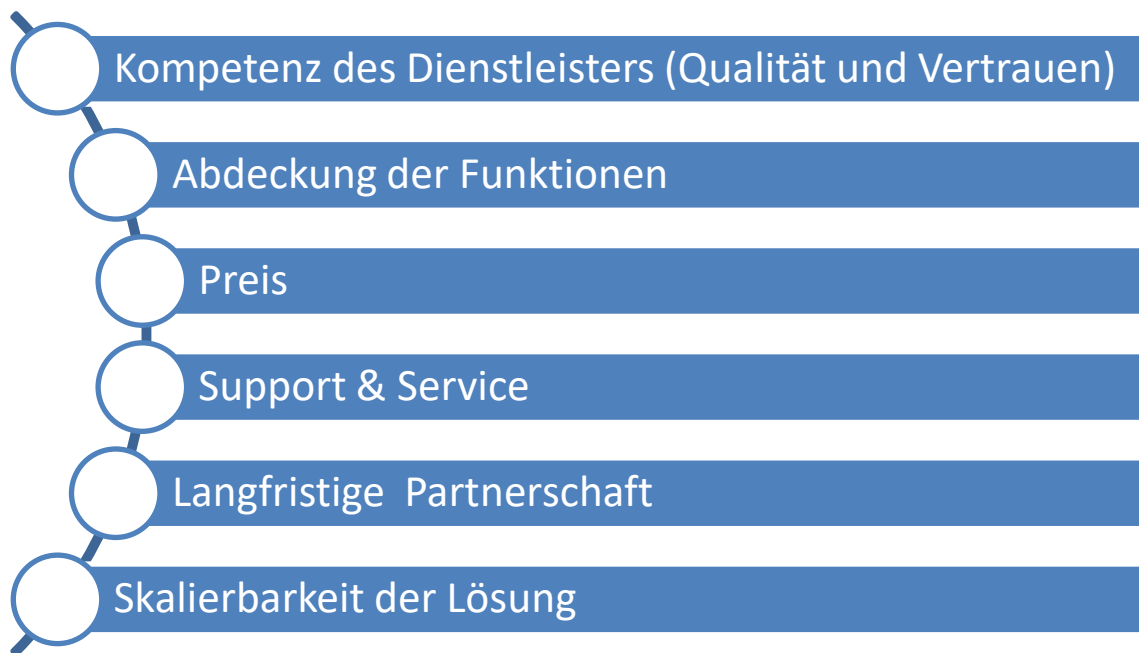 Kompetenz des Dienstleisters (Qualität und Vertrauen)
Abdeckung der Funktionen
Preis
Support & Service
Langfristige  Partnerschaft
Skalierbarkeit der Lösung